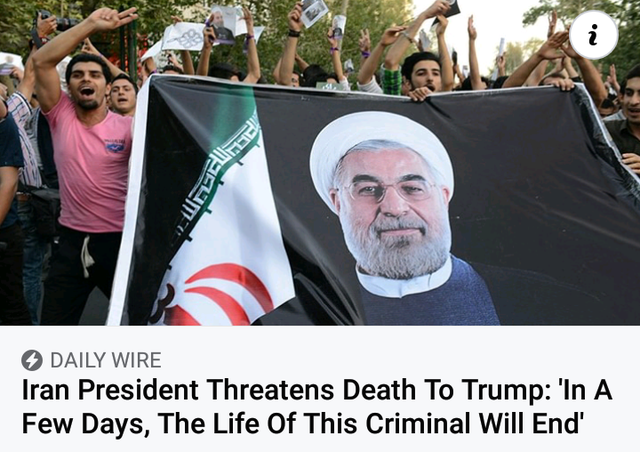 DAILY WIRE
Iran President Threatens Death To Trump: 'In A
Few Days, The Life Of This Criminal Will End'